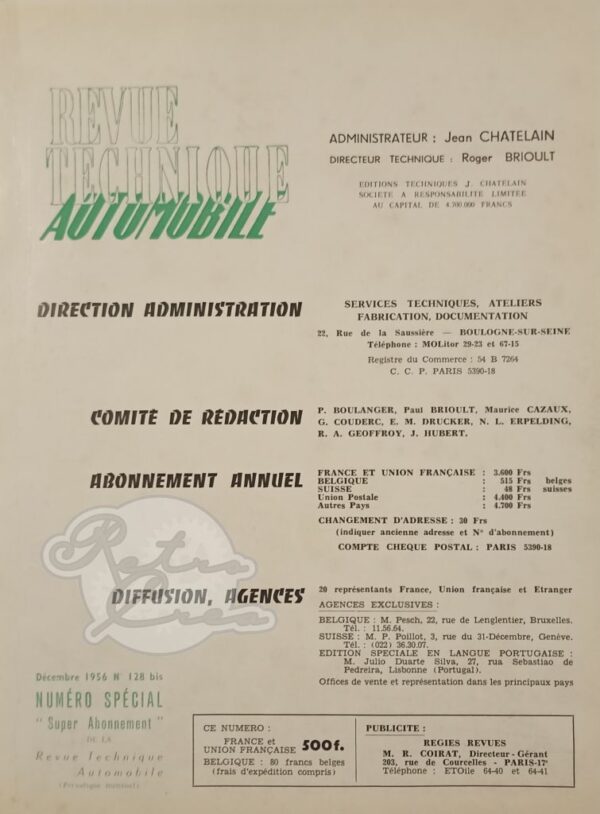 REVUE
TECHNIQUE
AUTOMOBILE
ADMINISTRATEUR : Jean CHATELAIN
DIRECTEUR TECHNIQUE : Roger BRIOULT
EDITIONS TECHNIQUES J. CHATELAIN
SOCIETE A RESPONSABILITE LIMITEE
AU CAPITAL DE 4.700.000 FRANCS
DIRECTION ADMINISTRATION
SERVICES TECHNIQUES, ATELIERS
FABRICATION, DOCUMENTATION
22, Rue de la Saussière — BOULOGNE-SUR-SEINE
Téléphone : MOLitor 29-23 et 67-15
Registre du Commerce : 54 B 7264
C. C. P. PARIS 5390-18
COMITÉ DE RÉDACTION
P. BOULANGER, Paul BRIOULT, Maurice CAZAUX,
G. COUDERC, E. M. DRUCKER, N. L. ERPELDING,
R. A. GEOFFROY, J. HUBERT.
ABONNEMENT ANNUEL
FRANCE ET UNION FRANÇAISE : 3.600 Frs
BELGIQUE : 515 Frs belges
SUISSE : 48 Frs suisses
Union Postale : 4.400 Frs
Autres Pays : 4.700 Frs
CHANGEMENT D'ADRESSE : 30 Frs
(indiquer ancienne adresse et N° d'abonnement)
COMPTE CHEQUE POSTAL : PARIS 5390-18
Retro
Crea
DIFFUSION, AGENCES
20 représentants France, Union française et Etranger
AGENCES EXCLUSIVES :
BELGIQUE : M. Pesch, 22, rue de Lenglentier, Bruxelles.
Tél. : 11.56.64.
SUISSE : M. P. Poillot, 3, rue du 31-Décembre, Genève.
Tél. : (022) 36.30.07.
EDITION SPECIALE EN LANGUE PORTUGAISE :
M. Julio Duarte Silva, 27, rua Sebastiao de
Pedreira, Lisbonne (Portugal).
Offices de vente et représentation dans les principaux pays
Décembre 1956 N° 128 bis
NUMÉRO SPÉCIAL
"Super Abonnement"
DE LA
Revue Technique
Automobile
(Périodique mensuel)
CE NUMERO :
FRANCE et
UNION FRANÇAISE 500f.
BELGIQUE : 80 francs belges
(frais d'expédition compris)
PUBLICITE :
REGIES REVUES
M. R. COIRAT, Directeur-Gérant
203, rue de Courcelles - PARIS-17e
Téléphone : ETOile 64-40 et 64-41